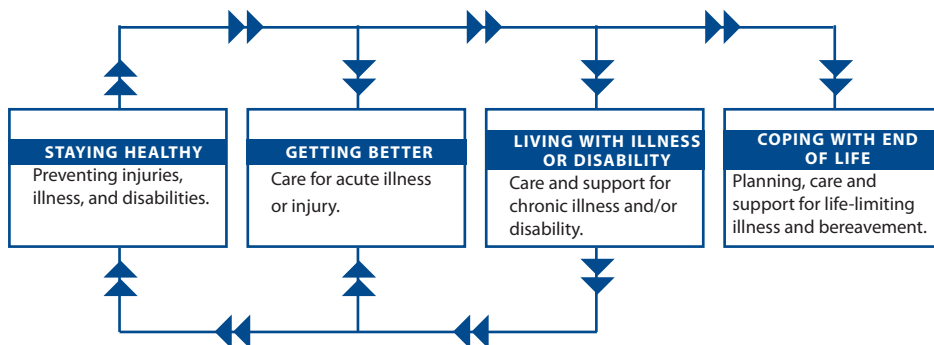 STAYING HEALTHY
Preventing injuries,
illness, and disabilities.
GETTING BETTER
Care for acute illness
or injury.
LIVING WITH ILLNESS
OR DISABILITY
Care and support for
chronic illness and/or
disability.
COPING WITH END
OF LIFE
Planning, care and
support for life-limiting
illness and bereavement.